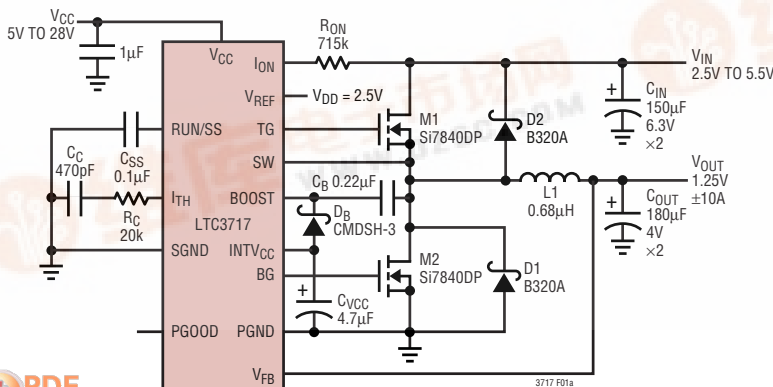 VCC
5V TO 28V
1µF
VCC
ION
RON
715k
VIN
2.5V TO 5.5V
VREF
VDD = 2.5V
CIN
150µF
6.3V
×2
RUN/SS
TG
M1
Si7840DP
D2
B320A
CSS
0.1µF
SW
CC
470pF
RC
20k
ITH
BOOST
LTC3717
CB 0.22µF
DB
CMDSH-3
L1
0.68µH
VOUT
1.25V
±10A
COUT
180µF
4V
×2
SGND
INTVCC
BG
M2
Si7840DP
D1
B320A
CVCC
4.7µF
PGOOD
PGND
VFB
3717 F01a
PDF